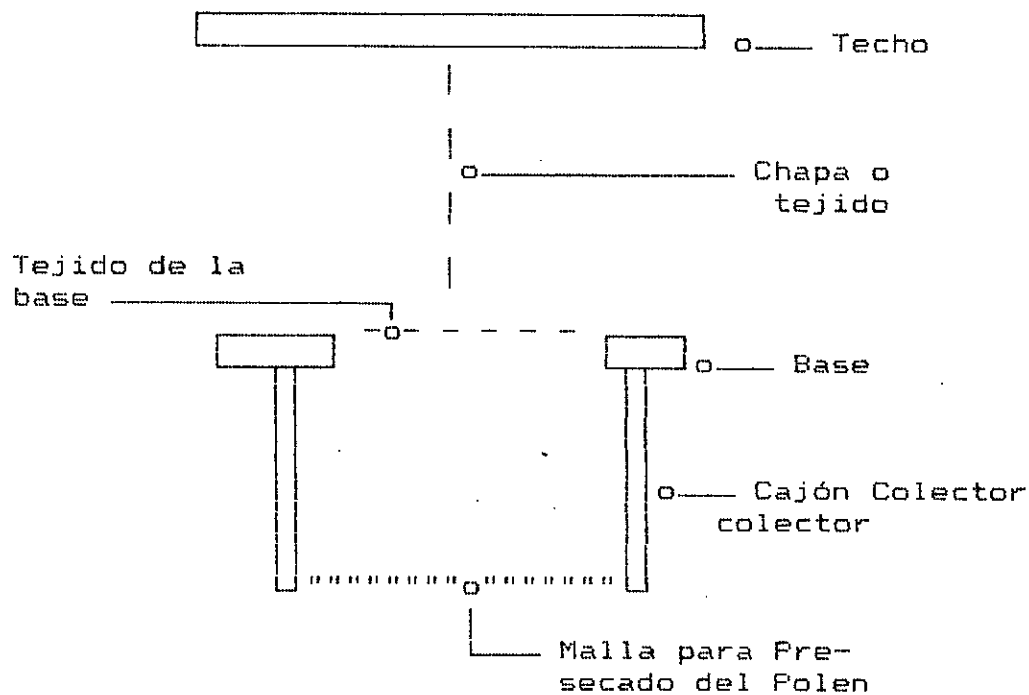 Techo
Chapa o
tejido
Tejido de la
base
Base
Cajón Colector
colector
Malla para Pre-
secado del Polen